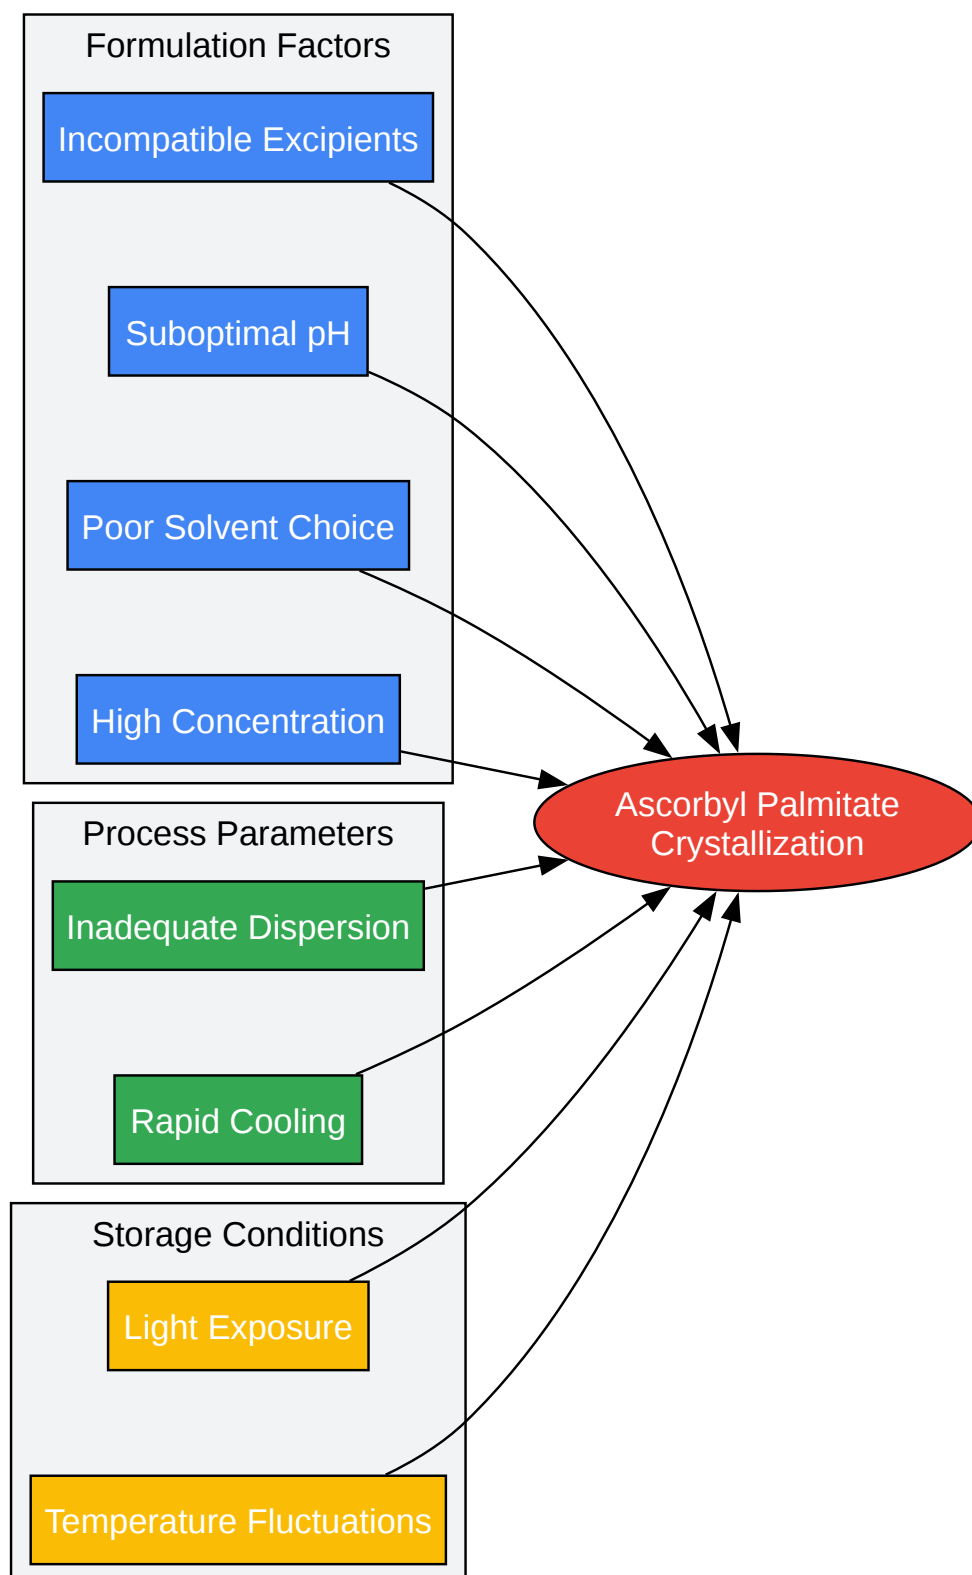 Formulation Factors
Incompatible Excipients
Suboptimal pH
Poor Solvent Choice
High Concentration
Ascorbyl Palmitate
Crystallization
Process Parameters
Inadequate Dispersion
Rapid Cooling
Storage Conditions
Light Exposure
Temperature Fluctuations